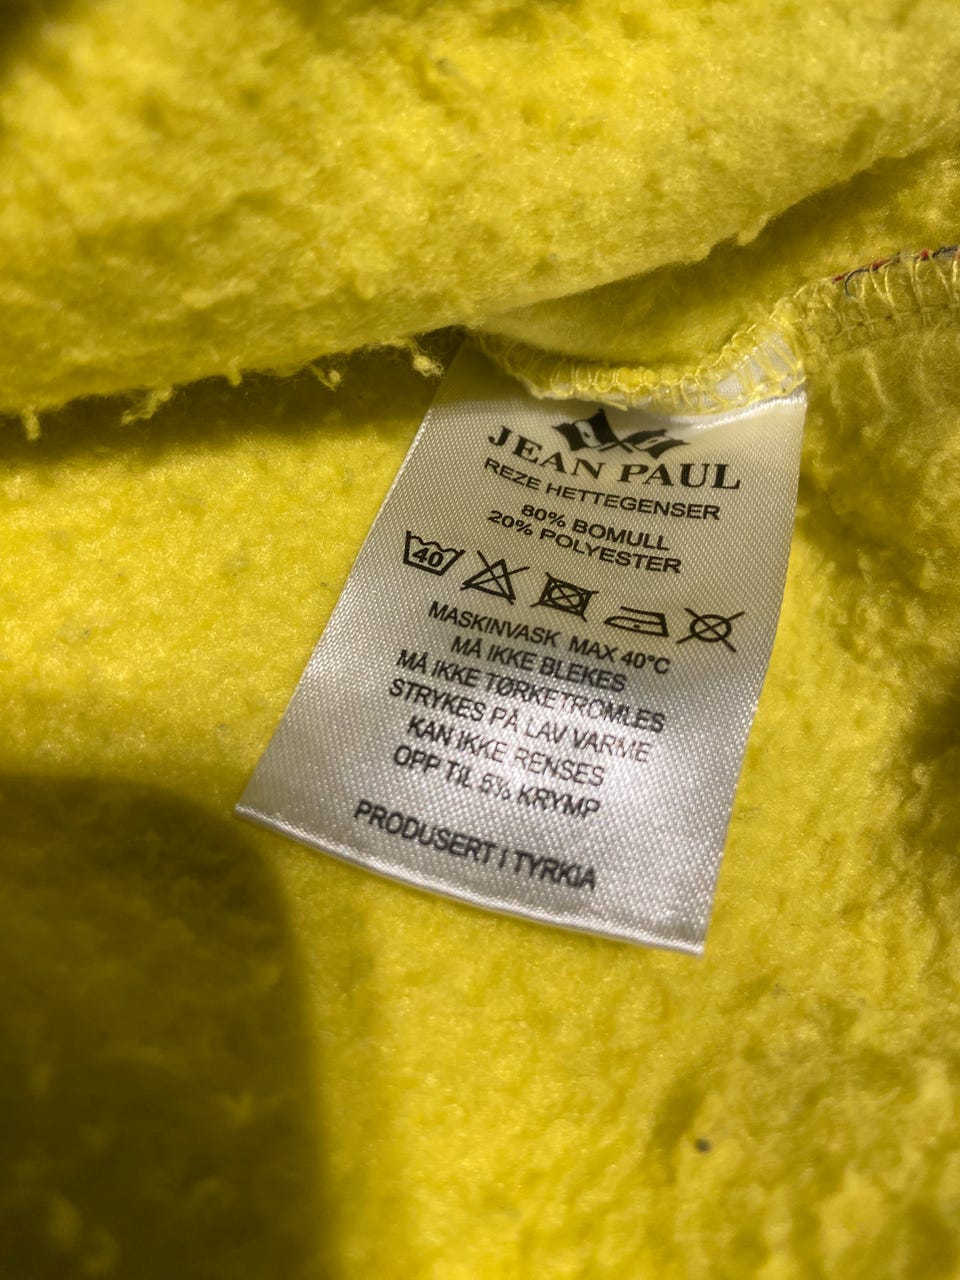 JEAN PAUL
REZE HETTEGENSER
80% BOMULL
20% POLYESTER
40
MASKINVASK MAX 40°C
MÅ IKKE BLEKES
MÅ IKKE TØRKETROMLES
STRYKES PÅ LAV VARME
KAN IKKE RENSES
OPP TIL 5% KRYMP
PRODUSERT I TYRKIA